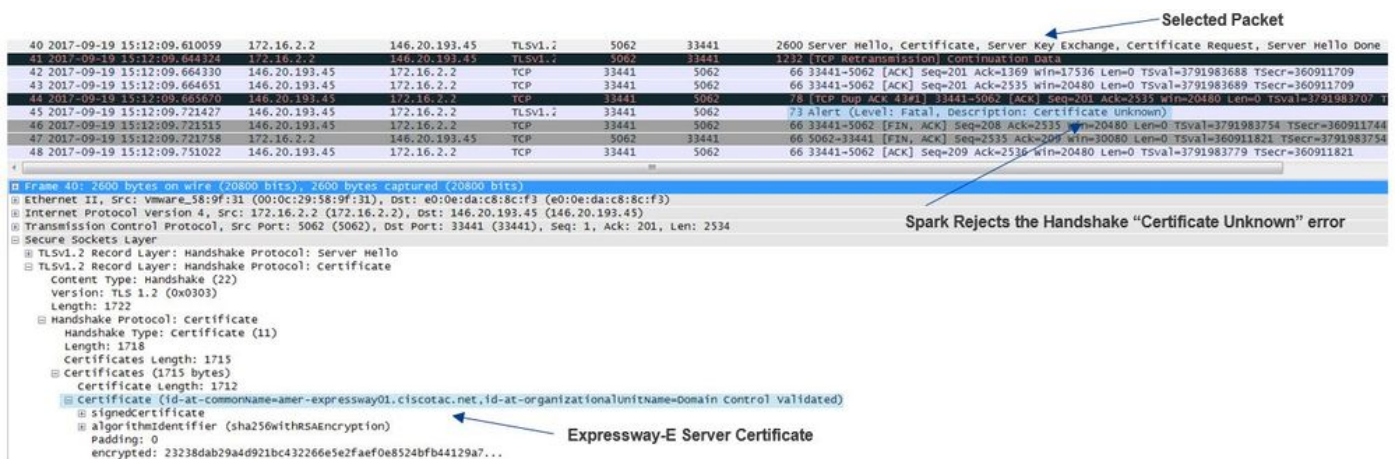 Selected Packet
40 2017-09-19 15:12:09.610059 172.16.2.2 146.20.193.45 TLSv1.2 5062 33441 2600 Server Hello, Certificate, Server Key Exchange, Certificate Request, Server Hello Done
41 2017-09-19 15:12:09.644324 172.16.2.2 146.20.193.45 TLSv1.2 5062 33441 1232 [TCP Retransmission] Continuation Data
42 2017-09-19 15:12:09.664330 146.20.193.45 172.16.2.2 TCP 33441 5062 66 33441→5062 [ACK] Seq=201 Ack=1369 Win=17536 Len=0 TSval=3791983688 TSecr=360911709
43 2017-09-19 15:12:09.664651 146.20.193.45 172.16.2.2 TCP 33441 5062 66 33441→5062 [ACK] Seq=201 Ack=2535 Win=20480 Len=0 TSval=3791983689 TSecr=360911709
44 2017-09-19 15:12:09.665670 146.20.193.45 172.16.2.2 TCP 33441 5062 78 [TCP Dup ACK 43#1] 33441→5062 [ACK] Seq=201 Ack=2535 Win=20480 Len=0 TSval=3791983707 T
45 2017-09-19 15:12:09.721427 146.20.193.45 172.16.2.2 TLSv1.2 33441 5062 73 Alert (Level: Fatal, Description: Certificate Unknown)
46 2017-09-19 15:12:09.721515 146.20.193.45 172.16.2.2 TCP 33441 5062 66 33441→5062 [FIN, ACK] Seq=208 Ack=2535 Win=20480 Len=0 TSval=3791983754 TSecr=360911744
47 2017-09-19 15:12:09.721758 172.16.2.2 146.20.193.45 TCP 5062 33441 66 5062→33441 [FIN, ACK] Seq=2535 Ack=209 Win=30080 Len=0 TSval=360911821 TSecr=3791983754
48 2017-09-19 15:12:09.751022 146.20.193.45 172.16.2.2 TCP 33441 5062 66 33441→5062 [ACK] Seq=209 Ack=2536 Win=20480 Len=0 TSval=3791983779 TSecr=360911821
Frame 40: 2600 bytes on wire (20800 bits), 2600 bytes captured (20800 bits)
Ethernet II, Src: Vmware_58:9f:31 (00:0c:29:58:9f:31), Dst: e0:0e:da:c8:8c:f3 (e0:0e:da:c8:8c:f3)
Internet Protocol Version 4, Src: 172.16.2.2 (172.16.2.2), Dst: 146.20.193.45 (146.20.193.45)
Transmission Control Protocol, Src Port: 5062 (5062), Dst Port: 33441 (33441), Seq: 1, Ack: 201, Len: 2534
Spark Rejects the Handshake “Certificate Unknown” error
Secure Sockets Layer
TLSv1.2 Record Layer: Handshake Protocol: Server Hello
TLSv1.2 Record Layer: Handshake Protocol: Certificate
Content Type: Handshake (22)
Version: TLS 1.2 (0x0303)
Length: 1722
Handshake Protocol: Certificate
Handshake Type: Certificate (11)
Length: 1718
Certificates Length: 1715
Certificates (1715 bytes)
Certificate Length: 1712
Certificate (id-at-commonName=amer-expressway01.ciscotac.net,id-at-organizationalUnitName=Domain Control Validated)
signedCertificate
algorithmIdentifier (sha256WithRSAEncryption)
Padding: 0
Expressway-E Server Certificate
encrypted: 23238dab29a4d921bc432266e5e2faef0e8524bfb44129a7...